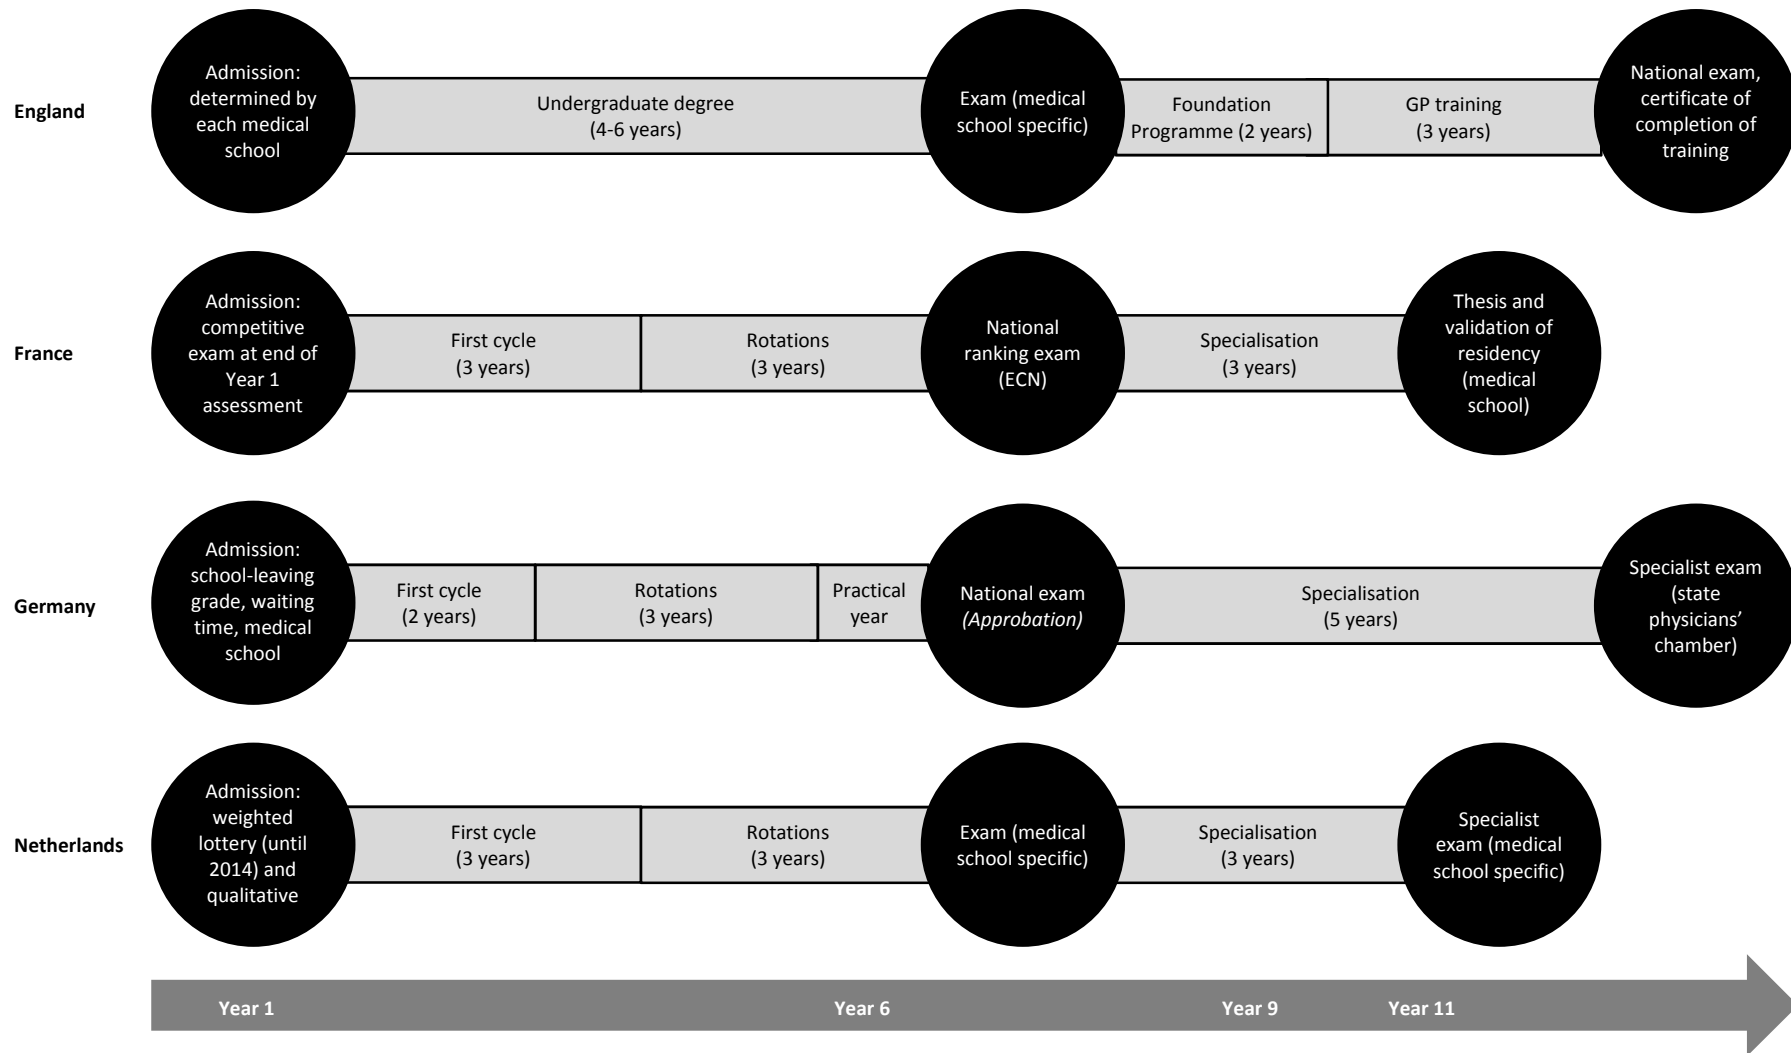 England
Admission:
determined by
each medical
school
Undergraduate degree
(4-6 years)
Exam (medical
school specific)
Foundation
Programme (2 years)
GP training
(3 years)
National exam,
certificate of
completion of
training
France
Admission:
competitive
exam at end of
Year 1
assessment
First cycle
(3 years)
Rotations
(3 years)
National
ranking exam
(ECN)
Specialisation
(3 years)
Thesis and
validation of
residency
(medical
school)
Germany
Admission:
school-leaving
grade, waiting
time, medical
school
First cycle
(2 years)
Rotations
(3 years)
Practical
year
National exam
(Approbation)
Specialisation
(5 years)
Specialist exam
(state
physicians’
chamber)
Netherlands
Admission:
weighted
lottery (until
2014) and
qualitative
First cycle
(3 years)
Rotations
(3 years)
Exam (medical
school specific)
Specialisation
(3 years)
Specialist
exam (medical
school specific)
Year 1
Year 6
Year 9
Year 11